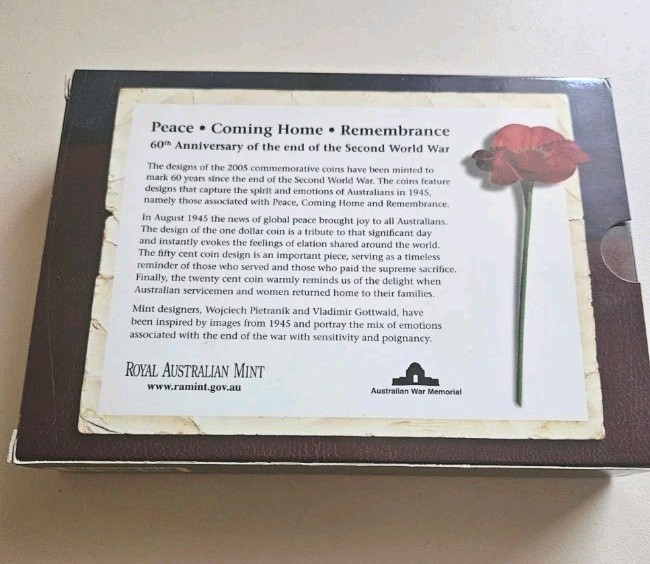 Peace • Coming Home • Remembrance
60th Anniversary of the end of the Second World War
The designs of the 2005 commemorative coins have been minted to
mark 60 years since the end of the Second World War. The coins feature
designs that capture the spirit and emotions of Australians in 1945,
namely those associated with Peace, Coming Home and Remembrance.
In August 1945 the news of global peace brought joy to all Australians.
The design of the one dollar coin is a tribute to that significant day
and instantly evokes the feelings of elation shared around the world.
The fifty cent coin design is an important piece, serving as a timeless
reminder of those who served and those who paid the supreme sacrifice.
Finally, the twenty cent coin warmly reminds us of the delight when
Australian servicemen and women returned home to their families.
Mint designers, Wojciech Pietranik and Vladimir Gottwald, have
been inspired by images from 1945 and portray the mix of emotions
associated with the end of the war with sensitivity and poignancy.
ROYAL AUSTRALIAN MINT
www.ramint.gov.au
Australian War Memorial